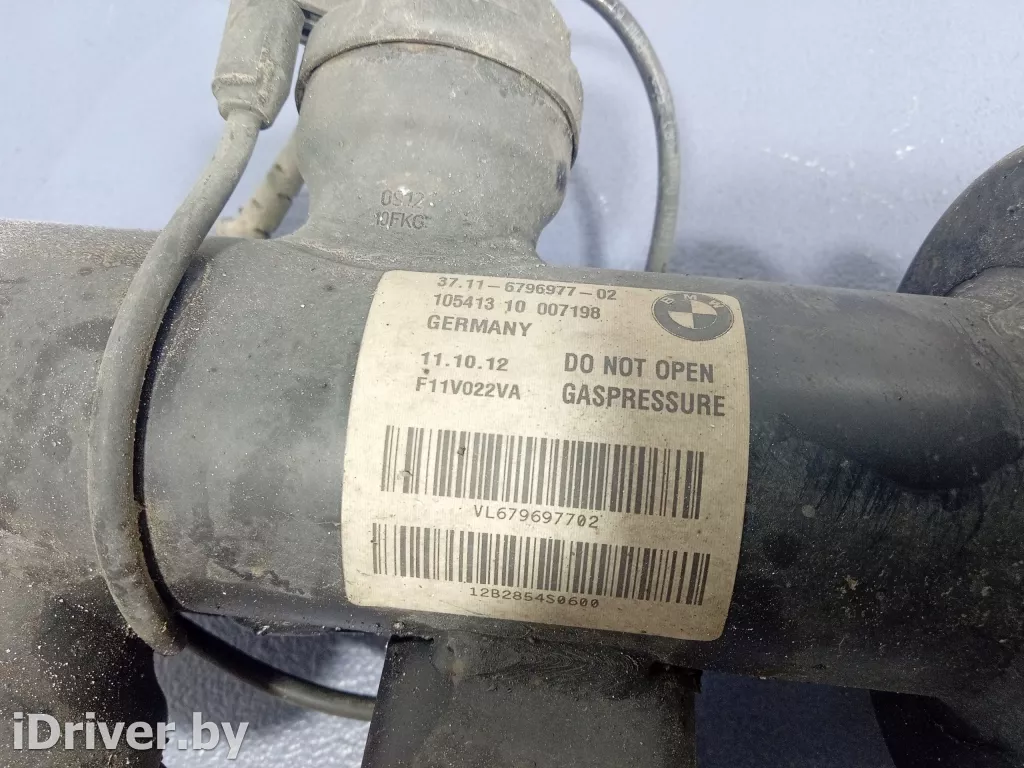 0912
10FKG
37.11-6796977-02
105413 10 007198
GERMANY
BMW
11.10.12 DO NOT OPEN
F11V022VA GASPRESSURE
VL679697702
12B2854S0600
iDriver.by